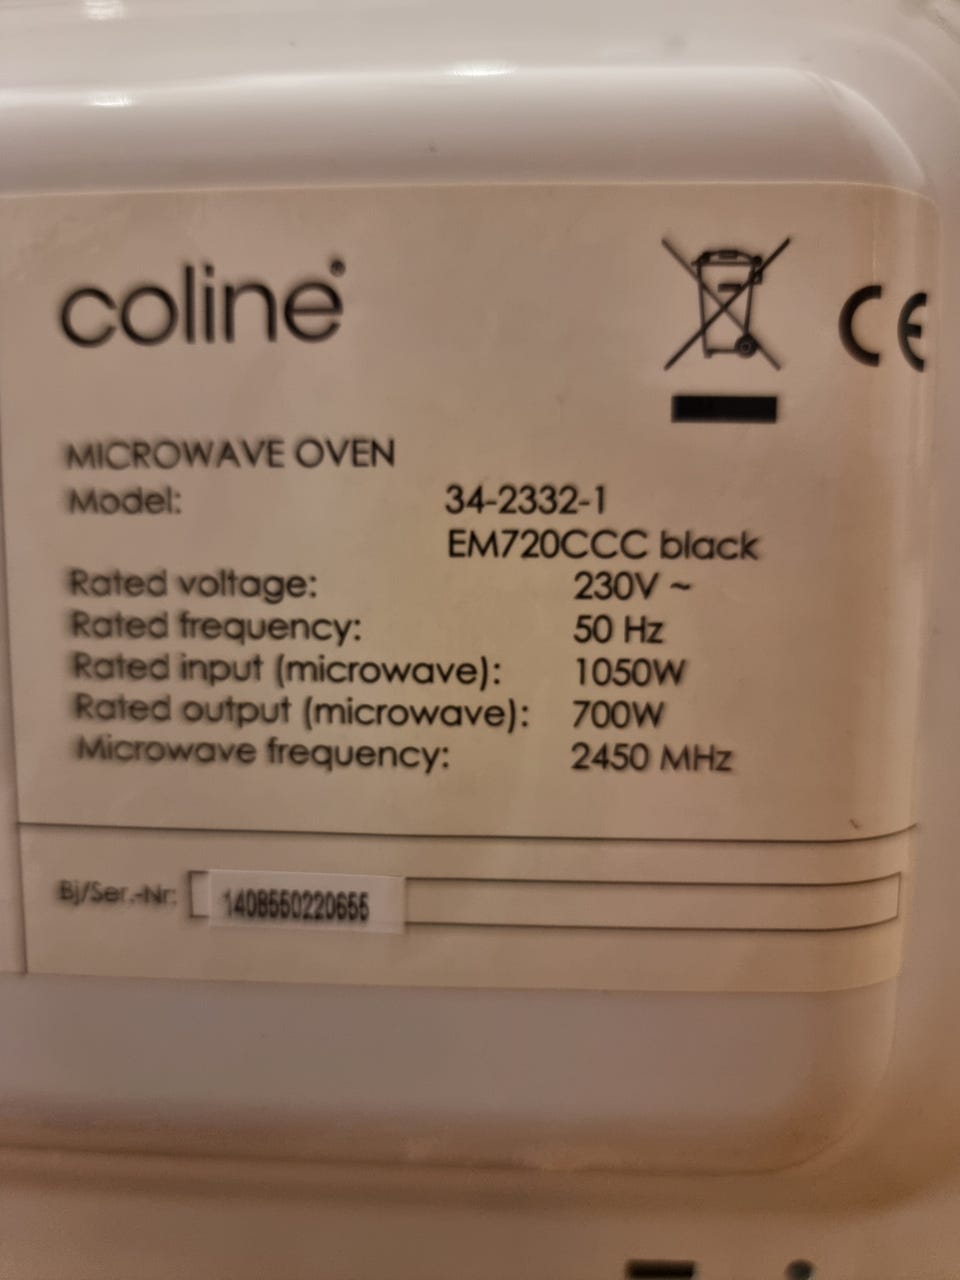 coline®
CE
MICROWAVE OVEN
Model: 34-2332-1
EM720CCC black
Rated voltage: 230V ~
Rated frequency: 50 Hz
Rated input (microwave): 1050W
Rated output (microwave): 700W
Microwave frequency: 2450 MHz
Bj/Ser.-Nr: 1408550220655